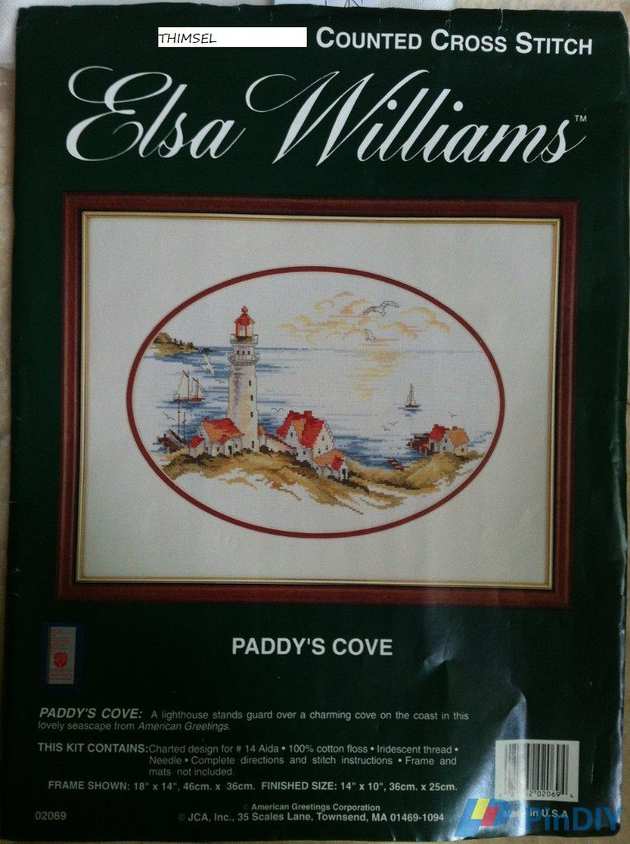 THIMSEL
COUNTED CROSS STITCH
Elsa Williams™
PADDY'S COVE
PADDY'S COVE: A lighthouse stands guard over a charming cove on the coast in this
lovely seascape from American Greetings.
THIS KIT CONTAINS:Charted design for # 14 Aida • 100% cotton floss • Iridescent thread •
Needle • Complete directions and stitch instructions • Frame and
mats not included.
FRAME SHOWN: 18" x 14", 46cm. x 36cm. FINISHED SIZE: 14" x 10", 36cm. x 25cm.
© American Greetings Corporation
02069
© JCA, Inc., 35 Scales Lane, Townsend, MA 01469-1094
02069
in U.S.A
PinDIY